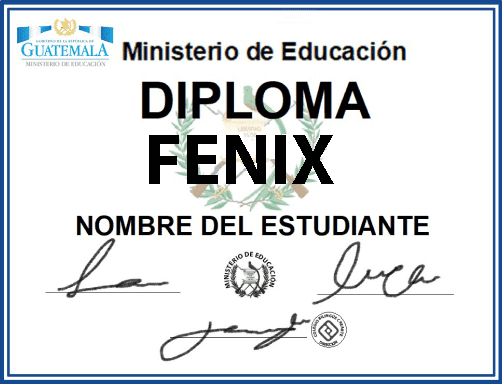 GOBIERNO DE LA REPÚBLICA DE
GUATEMALA
MINISTERIO DE EDUCACIÓN
Ministerio de Educación
DIPLOMA
FENIX
NOMBRE DEL ESTUDIANTE
MINISTERIO DE EDUCACIÓN